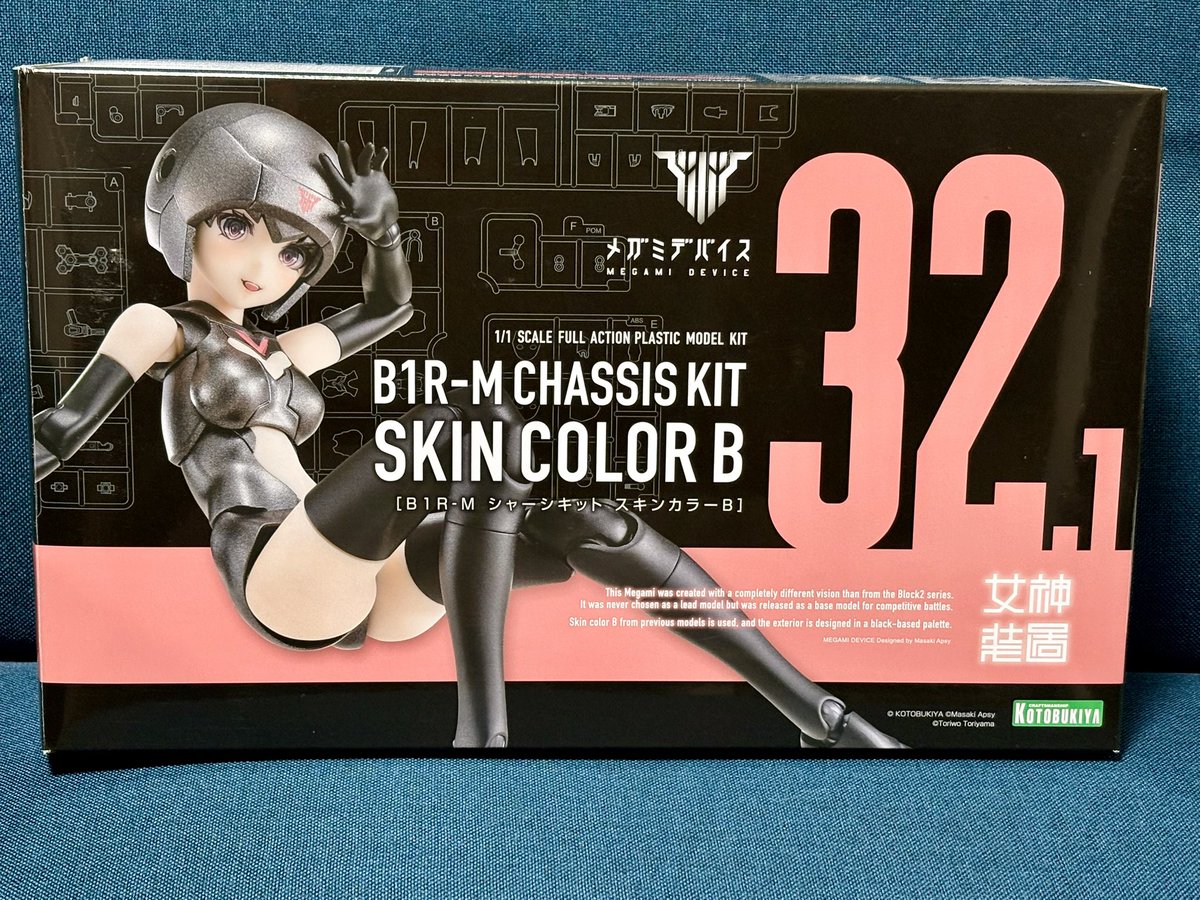 A
B
F POM
ABS E
メガミデバイス
MEGAMI DEVICE
1/1 SCALE FULL ACTION PLASTIC MODEL KIT
B1R-M CHASSIS KIT
SKIN COLOR B
[B1R-M シャーシキット スキンカラーB]
32.1
This Megami was created with a completely different vision than from the Block2 series.
It was never chosen as a lead model but was released as a base model for competitive battles.
Skin color B from previous models is used, and the exterior is designed in a black-based palette.
MEGAMI DEVICE Designed by Masaki Apsy
女神
装置
© KOTOBUKIYA ©Masaki Apsy
©Toriwo Toriyama
CRAFTSMANSHIP
KOTOBUKIYA